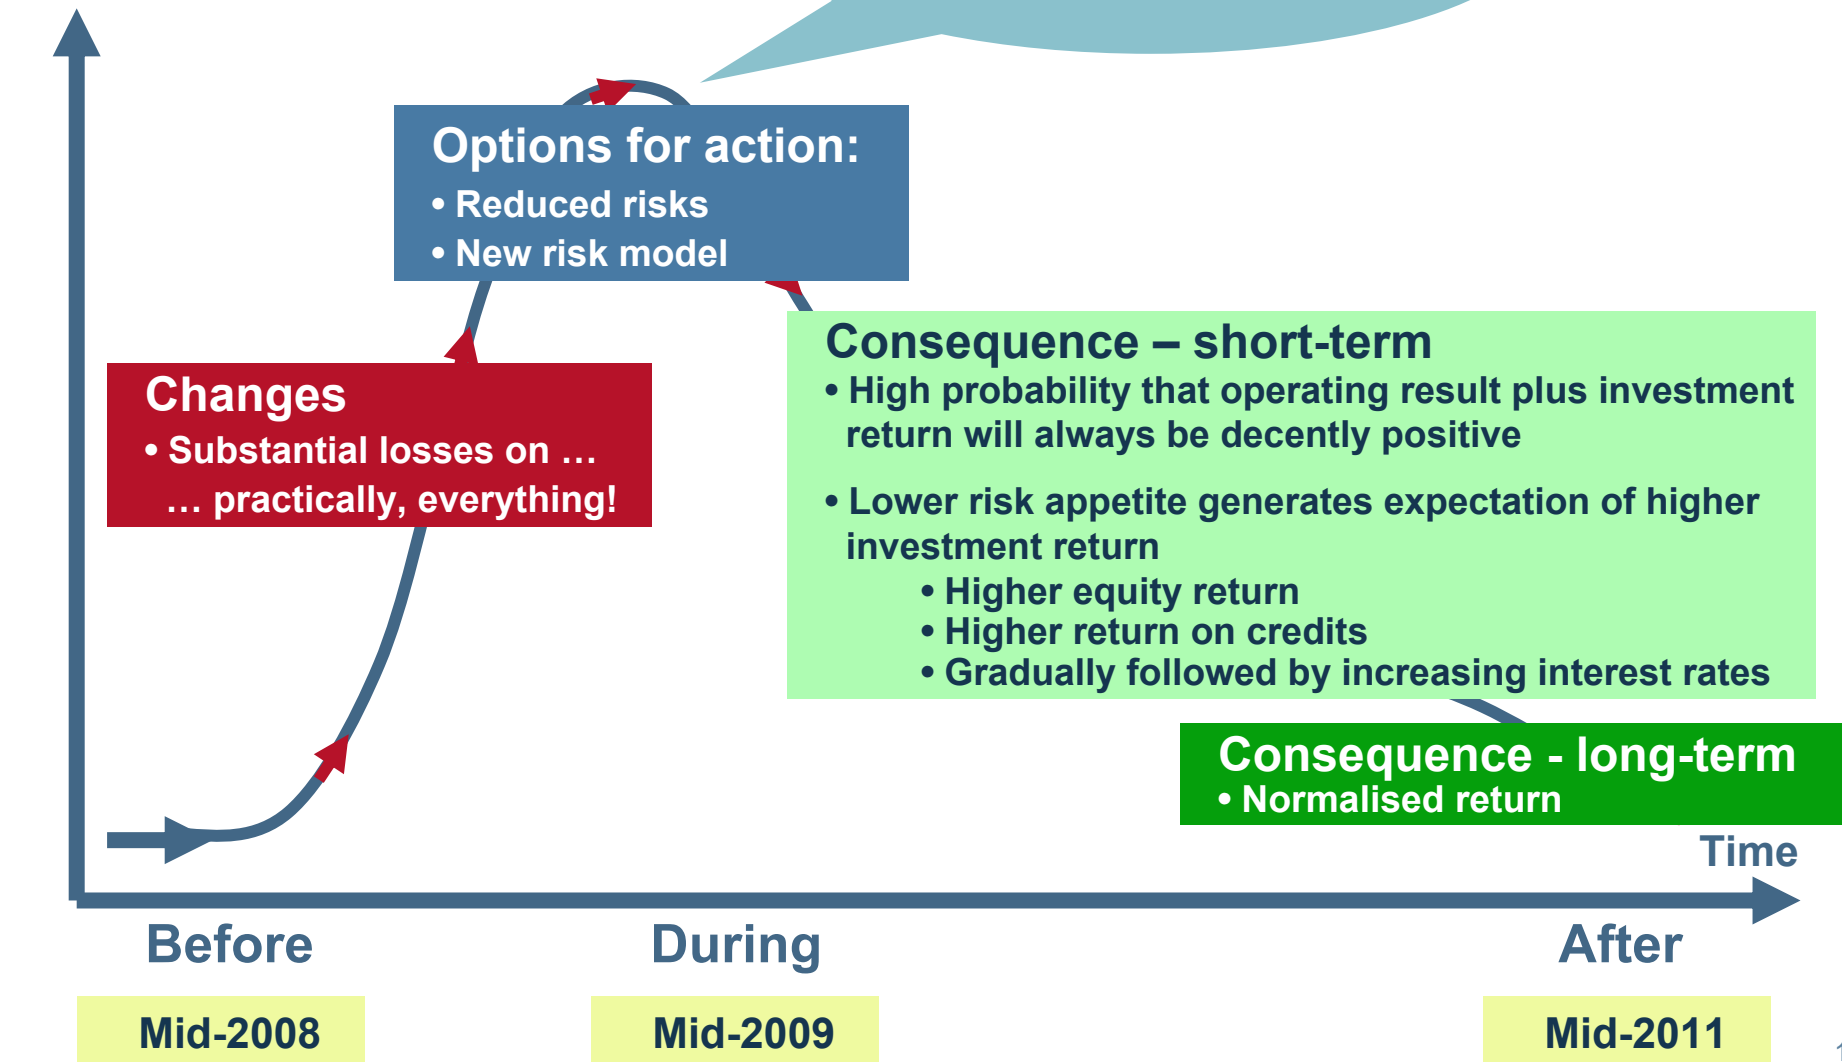 Options for action:
• Reduced risks
• New risk model
Changes
• Substantial losses on …
… practically, everything!
Consequence – short-term
• High probability that operating result plus investment
return will always be decently positive
• Lower risk appetite generates expectation of higher
investment return
• Higher equity return
• Higher return on credits
• Gradually followed by increasing interest rates
Consequence - long-term
• Normalised return
Time
Before
During
After
Mid-2008
Mid-2009
Mid-2011